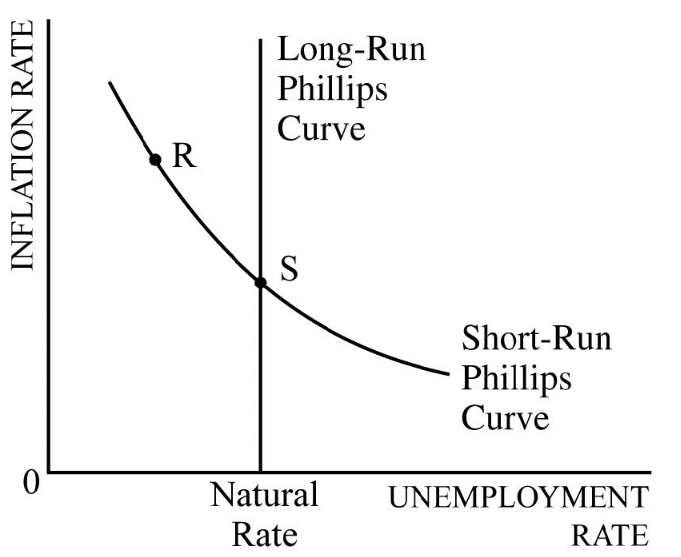 INFLATION RATE
Long-Run
Phillips
Curve
R
S
Short-Run
Phillips
Curve
0
Natural
Rate
UNEMPLOYMENT
RATE